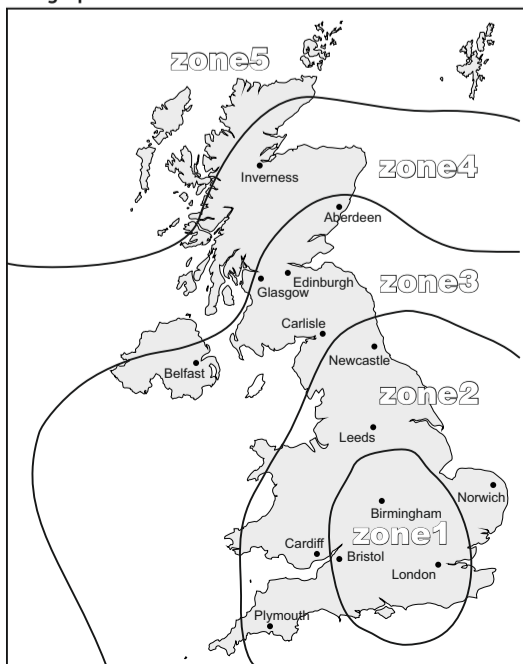 zone5
zone4
Inverness
Aberdeen
Edinburgh
Glasgow
zone3
Carlisle
Newcastle
Belfast
zone2
Leeds
Norwich
Birmingham
zone1
Cardiff
Bristol
London
Plymouth